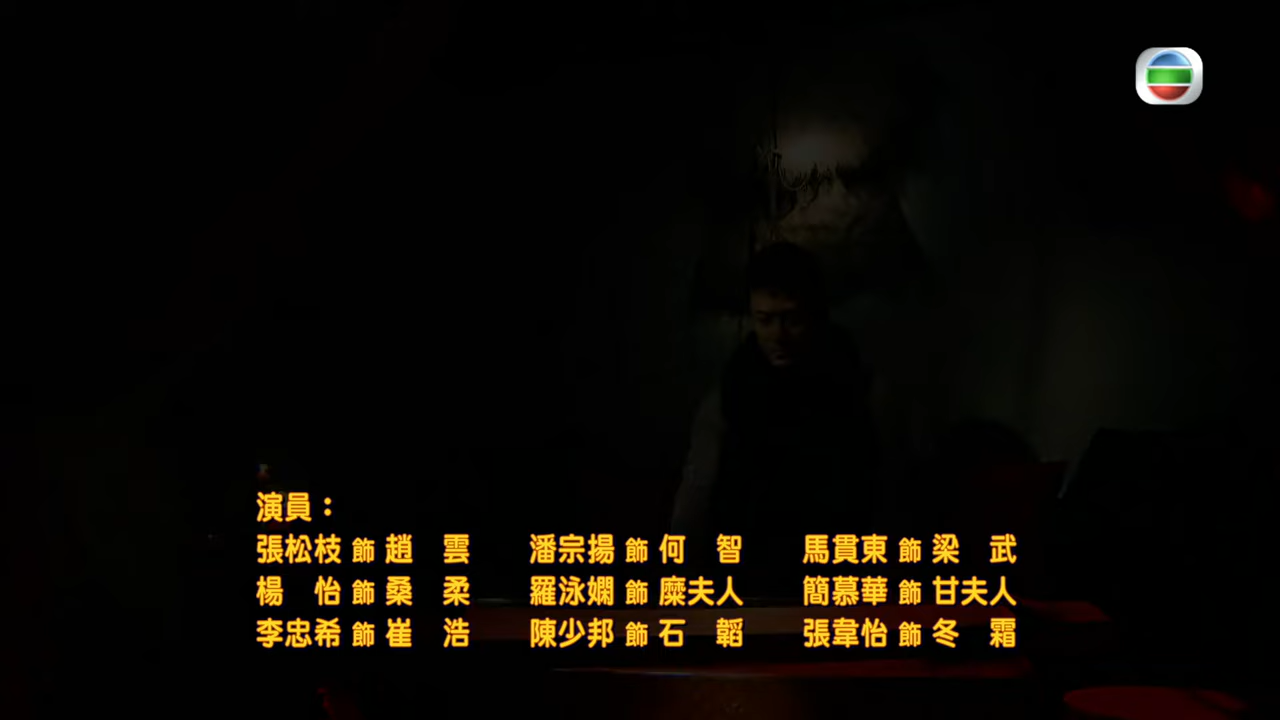 演員：
張松枝 飾 趙　雲　　潘宗揚 飾 何　智　　馬貫東 飾 梁　武
楊　怡 飾 桑　柔　　羅泳嫻 飾 糜夫人　　簡慕華 飾 甘夫人
李忠希 飾 崔　浩　　陳少邦 飾 石　韜　　張韋怡 飾 冬　霜